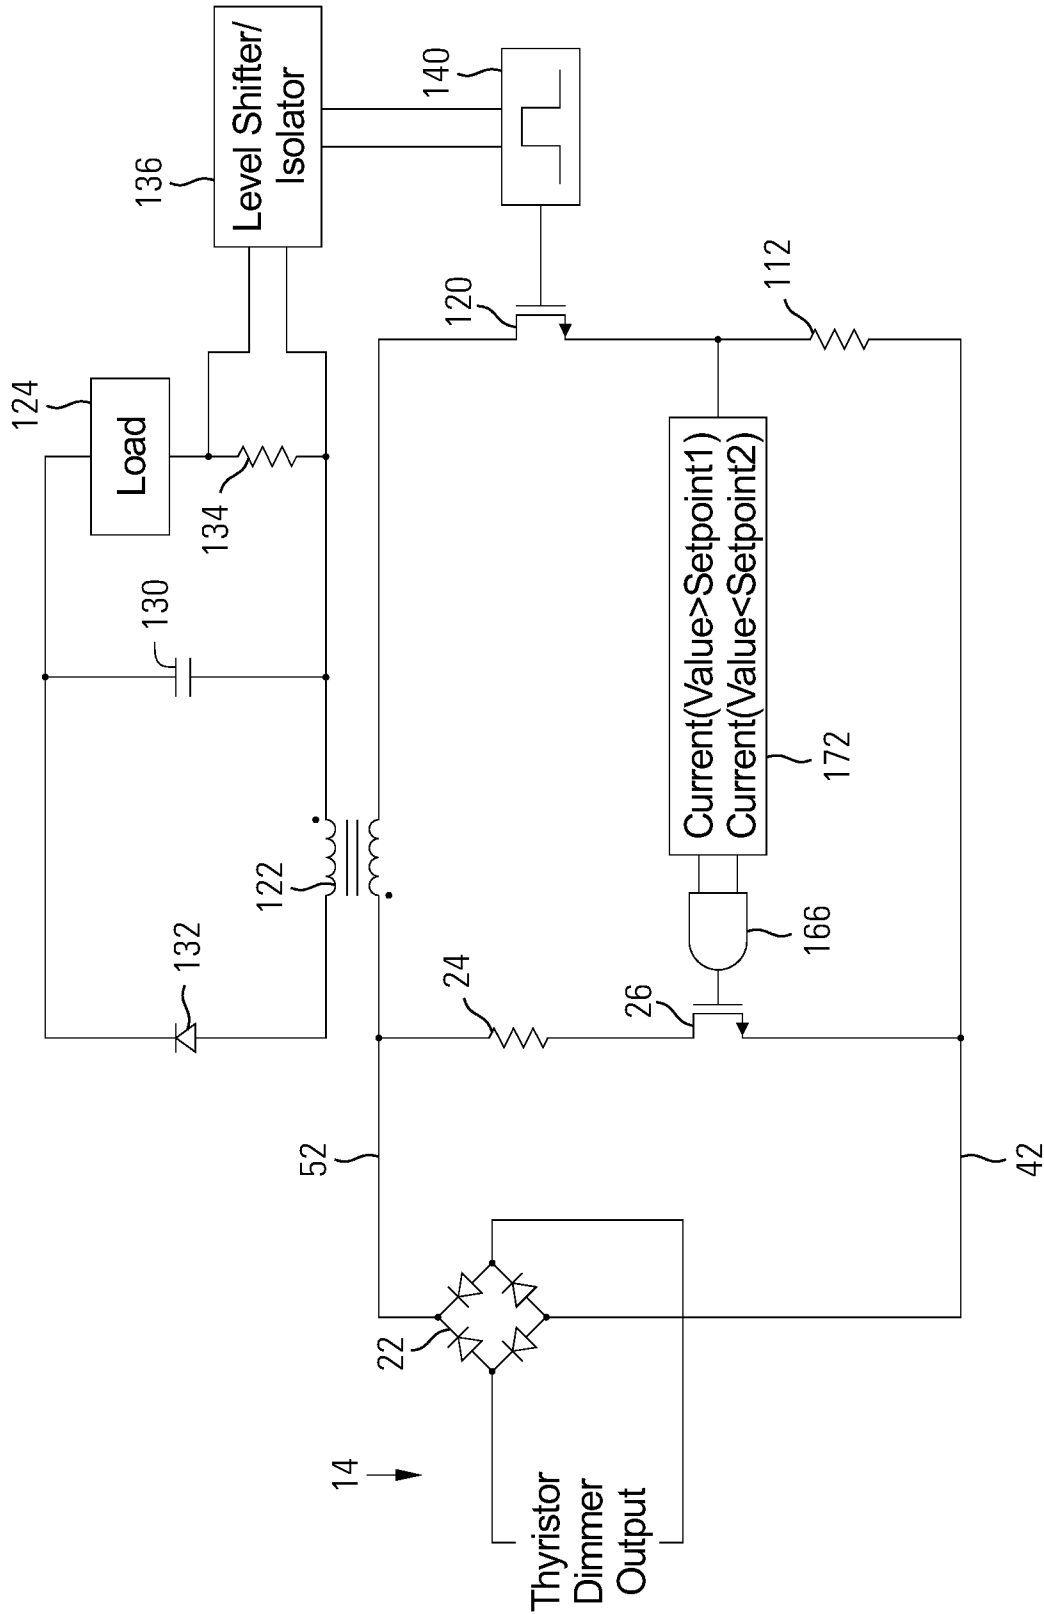 14
Thyristor
Dimmer
Output
22
52
42
24
26
166
172
Current(Value>Setpoint1)
Current(Value<Setpoint2)
132
122
130
124
Load
134
136
Level Shifter/
Isolator
140
120
112